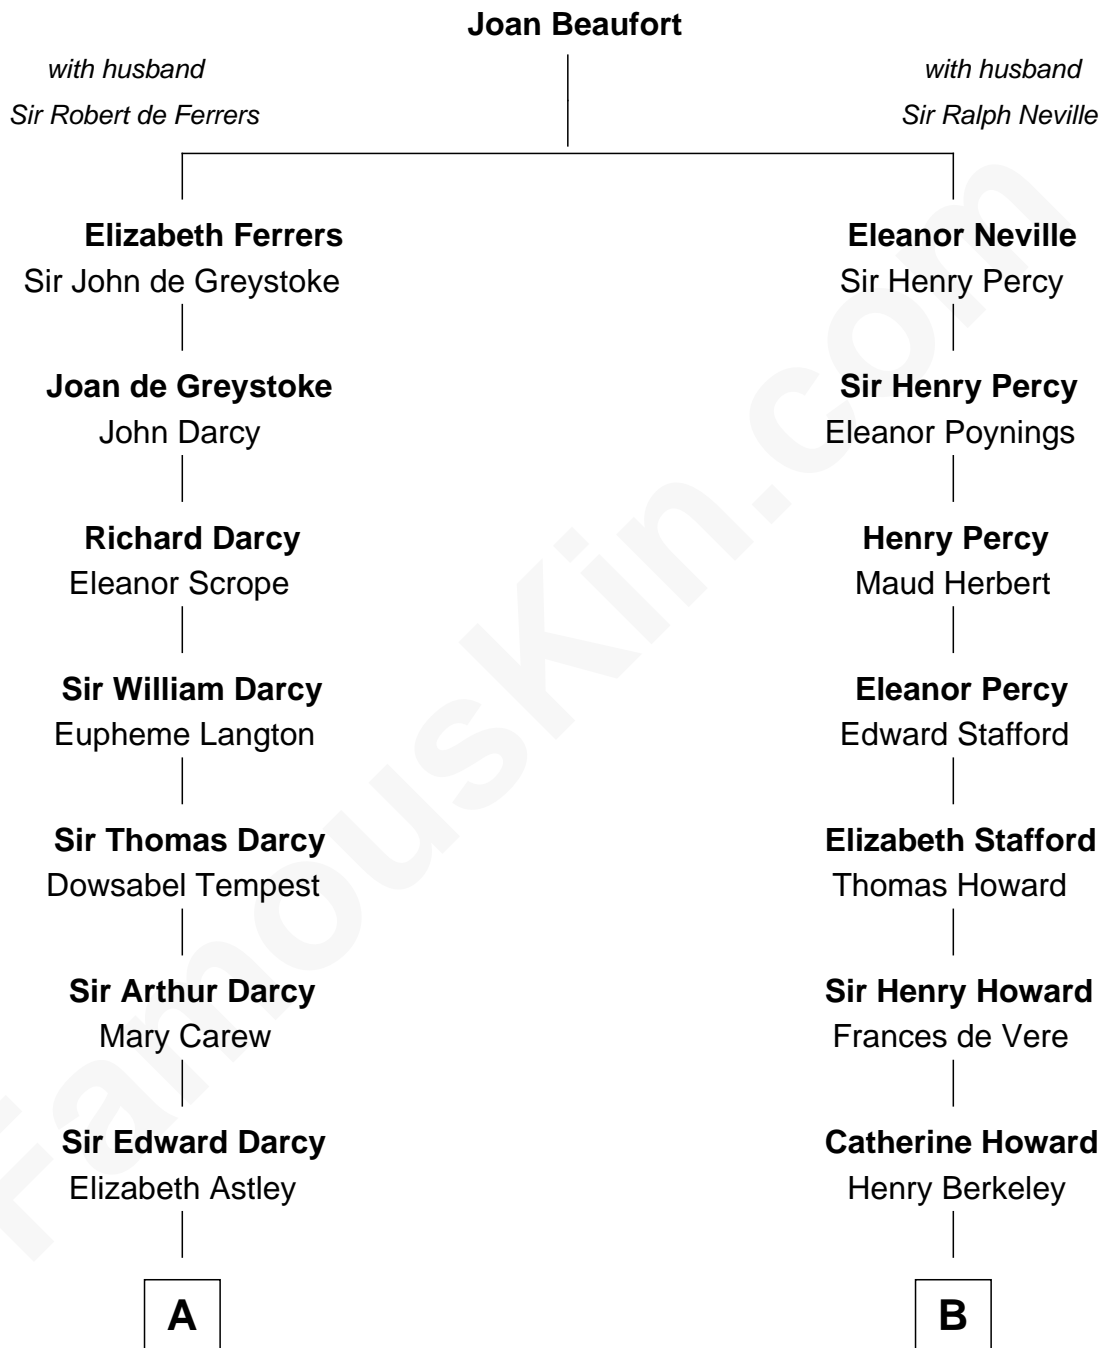 Joan Beaufort
with husband
Sir Robert de Ferrers
with husband
Sir Ralph Neville
Elizabeth Ferrers
Sir John de Greystoke
Eleanor Neville
Sir Henry Percy
Joan de Greystoke
John Darcy
Sir Henry Percy
Eleanor Poynings
Richard Darcy
Eleanor Scrope
Henry Percy
Maud Herbert
Sir William Darcy
Eupheme Langton
Eleanor Percy
Edward Stafford
Sir Thomas Darcy
Dowsabel Tempest
Elizabeth Stafford
Thomas Howard
Sir Arthur Darcy
Mary Carew
Sir Henry Howard
Frances de Vere
Sir Edward Darcy
Elizabeth Astley
Catherine Howard
Henry Berkeley
A
B
FamousKin.com